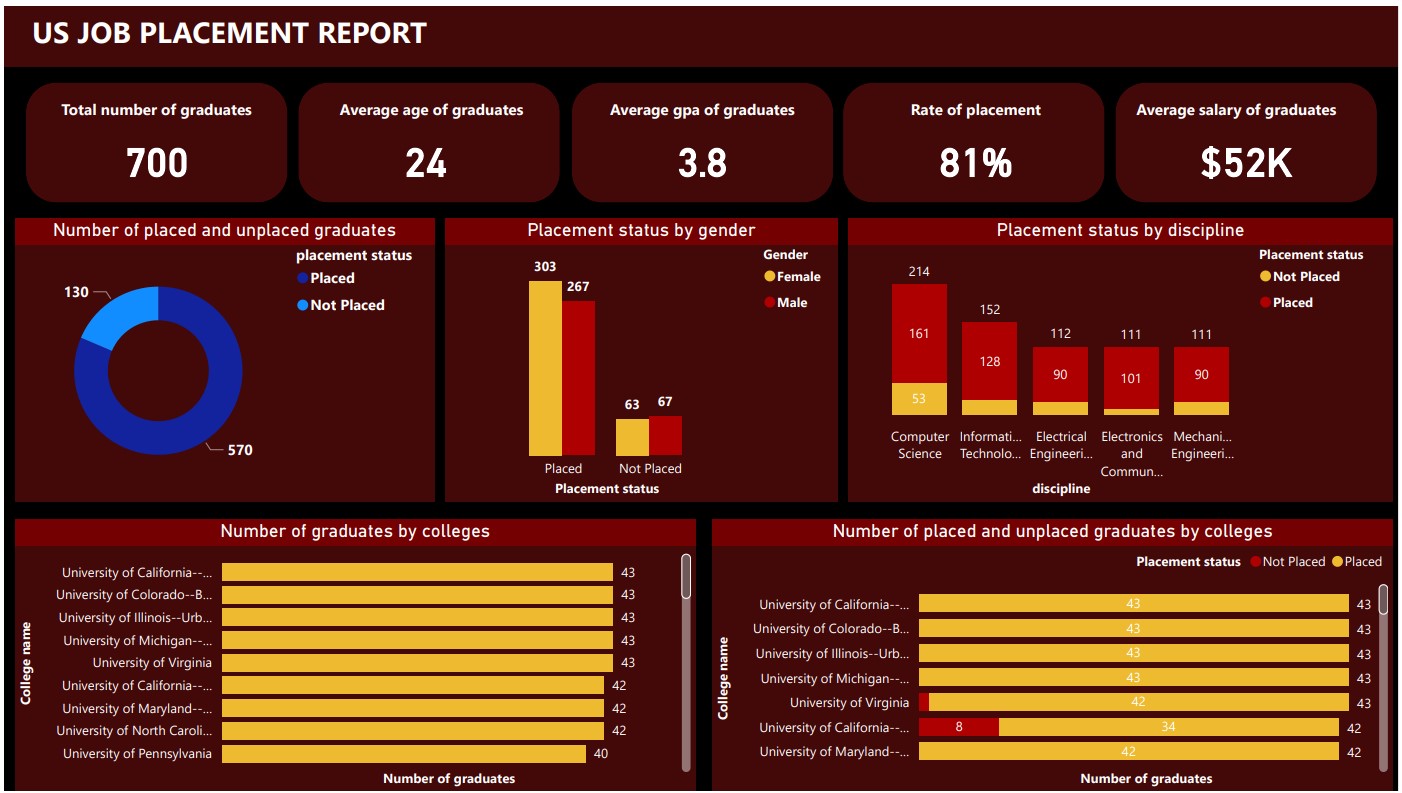 US JOB PLACEMENT REPORT
Total number of graduates
700
Average age of graduates
24
Average gpa of graduates
3.8
Rate of placement
81%
Average salary of graduates
$52K
Number of placed and unplaced graduates
placement status
Placed
Not Placed
130
570
Placement status by gender
Gender
Female
Male
303
267
63
67
Placed
Not Placed
Placement status
Placement status by discipline
Placement status
Not Placed
Placed
214
152
112
111
111
161
128
90
101
90
53
Computer
Science
Informati...
Technolo...
Electrical
Engineeri...
Electronics
and
Commun...
Mechani...
Engineeri...
discipline
Number of graduates by colleges
College name
University of California--... 43
University of Colorado--B... 43
University of Illinois--Urb... 43
University of Michigan--... 43
University of Virginia 43
University of California--... 42
University of Maryland--... 42
University of North Caroli... 42
University of Pennsylvania 40
Number of graduates
Number of placed and unplaced graduates by colleges
Placement status Not Placed Placed
College name
University of California--... 43 43
University of Colorado--B... 43 43
University of Illinois--Urb... 43 43
University of Michigan--... 43 43
University of Virginia 42 43
University of California--... 8 34 42
University of Maryland--... 42 42
Number of graduates